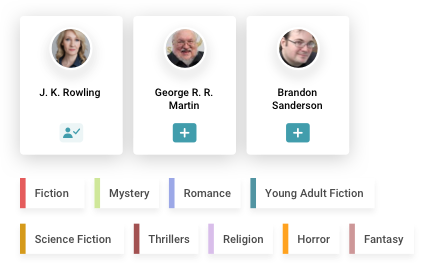 J. K. Rowling
George R. R.
Martin
Brandon
Sanderson
Fiction
Mystery
Romance
Young Adult Fiction
Science Fiction
Thrillers
Religion
Horror
Fantasy